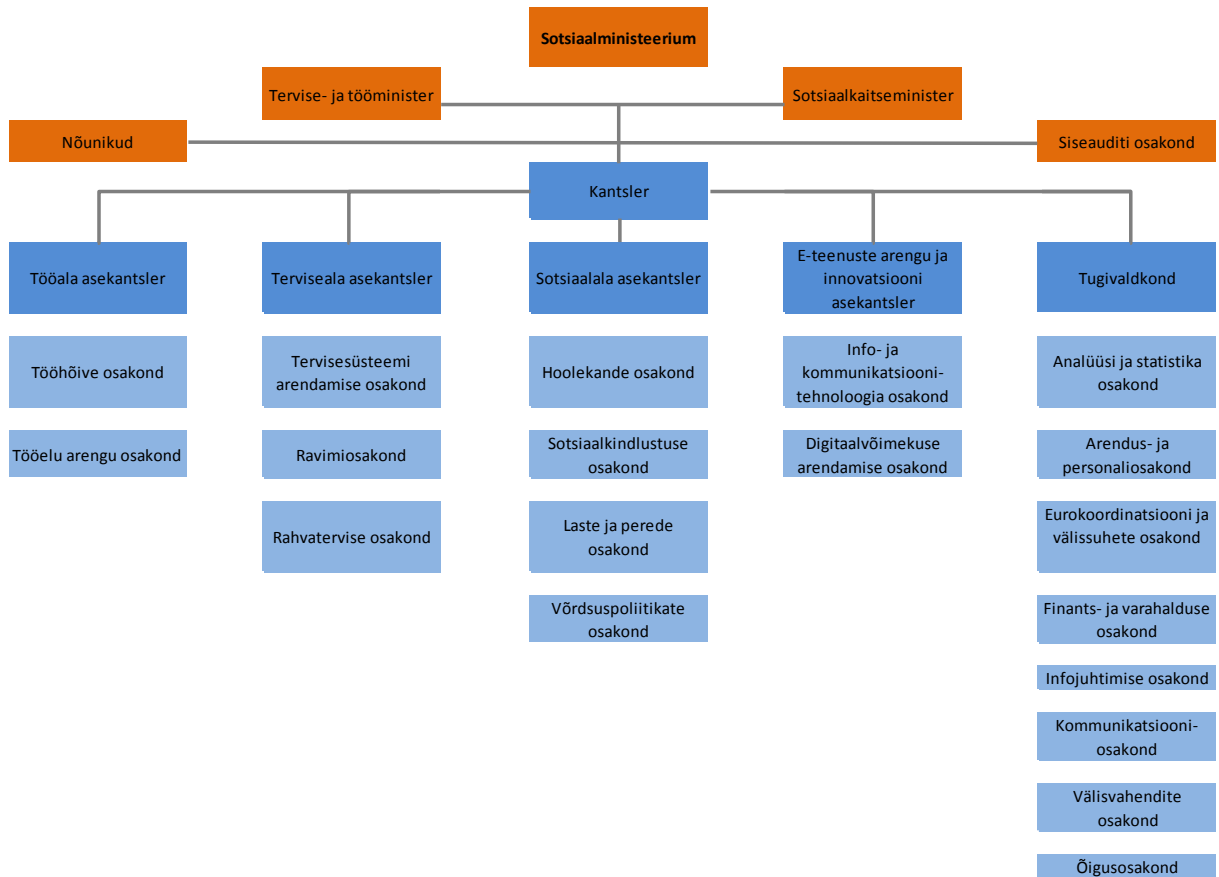 Sotsiaalministeerium
Tervise- ja tööminister
Sotsiaalkaitseminister
Nõunikud
Siseauditi osakond
Kantsler
Tööala asekantsler
Terviseala asekantsler
Sotsiaalala asekantsler
E-teenuste arengu ja
innovatsiooni
asekantsler
Tugivaldkond
Tööhõive osakond
Tööelu arengu osakond
Tervisesüsteemi
arendamise osakond
Ravimiosakond
Rahvatervise osakond
Hoolekande osakond
Sotsiaalkindlustuse
osakond
Laste ja perede
osakond
Võrdsuspoliitikate
osakond
Info- ja
kommunikatsiooni-
tehnoloogia osakond
Digitaalvõimekuse
arendamise osakond
Analüüsi ja statistika
osakond
Arendus- ja
personaliosakond
Eurokoordinatsiooni ja
välissuhete osakond
Finants- ja varahalduse
osakond
Infojuhtimise osakond
Kommunikatsiooni-
osakond
Välisvahendite
osakond
Õigusosakond